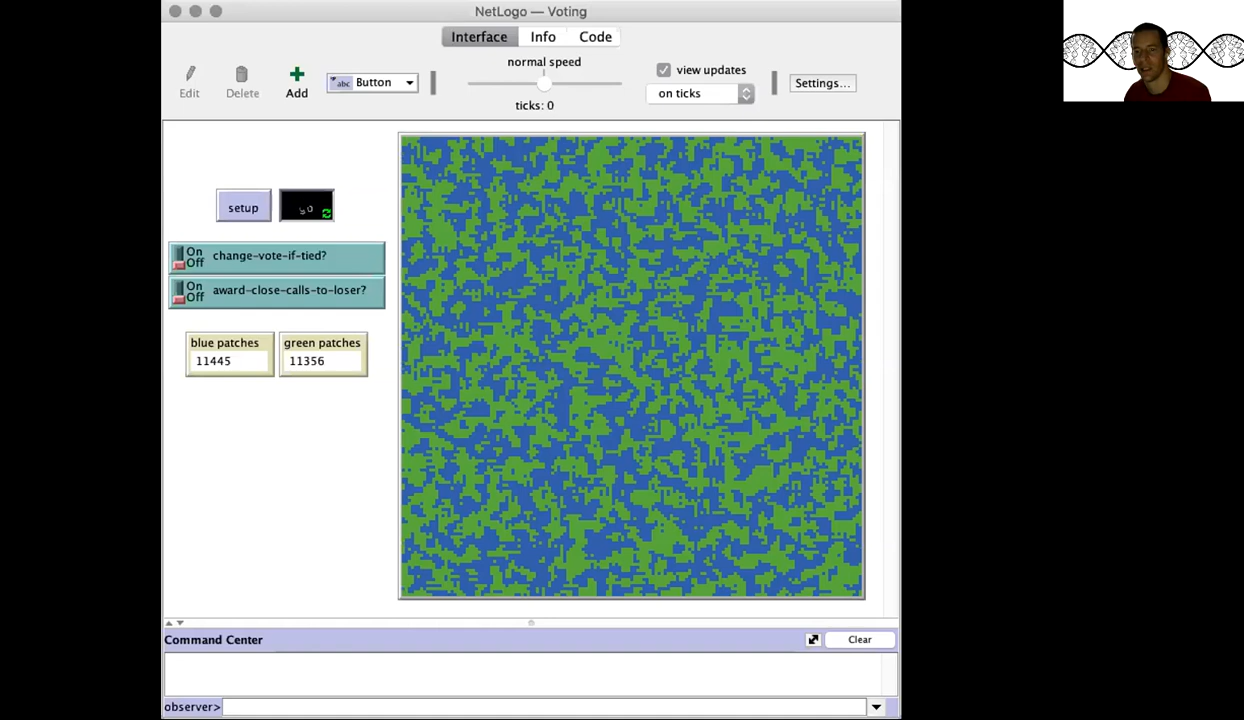 NetLogo — Voting
Interface Info Code
normal speed
Edit Delete Add abc Button
view updates
on ticks
Settings...
ticks: 0
setup go
On Off change-vote-if-tied?
On Off award-close-calls-to-loser?
blue patches green patches
11445 11356
Command Center Clear
observer>